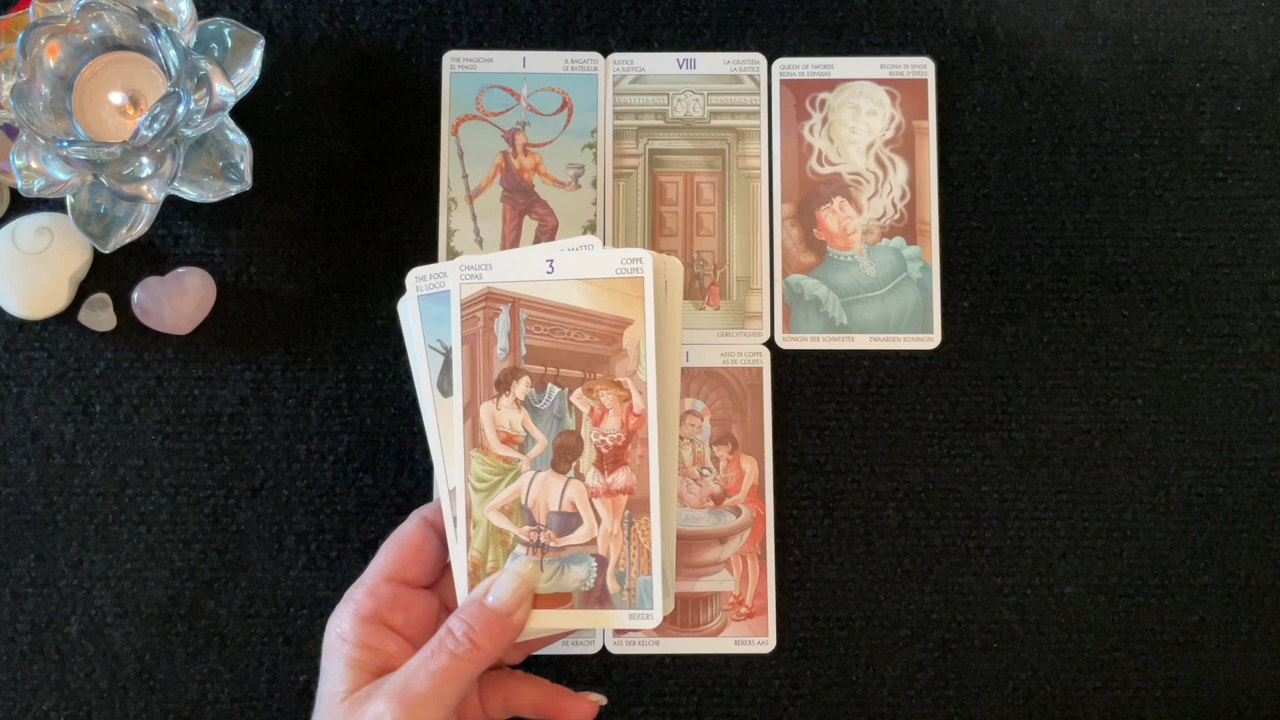 THE MAGICIAN
EL MAGO
I
IL BAGATTO
LE BATELEUR
JUSTICE
LA JUSTICIA
VIII
LA GIUSTIZIA
LA JUSTICE
GERECHTIGHEID
QUEEN OF SWORDS
REINA DE ESPADAS
REGINA DI SPADE
REINE D'ÉPÉES
KÖNIGIN DER SCHWERTER
ZWAARDEN KONINGIN
THE FOOL
EL LOCO
IL MATTO
CHALICES
COPAS
3
COPPE
COUPES
BEKERS
I
ASSO DI COPPE
AS DE COUPES
DE KRACHT
ASS DER KELCHE
BEKERS AAS